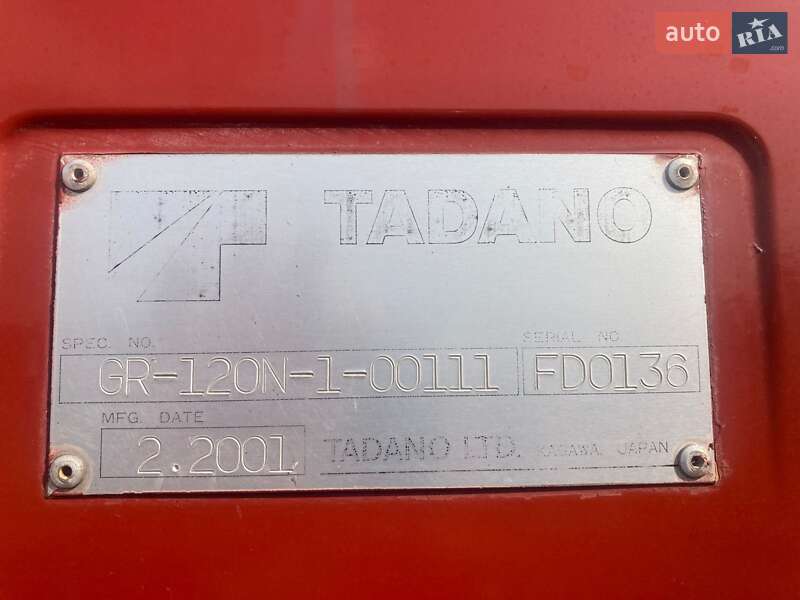 auto RIA .com
TADANO
SPEC. NO. SERIAL NO
GR-120N-1-00111 FD0136
MFG. DATE
2.2001 TADANO LTD. KAGAWA, JAPAN